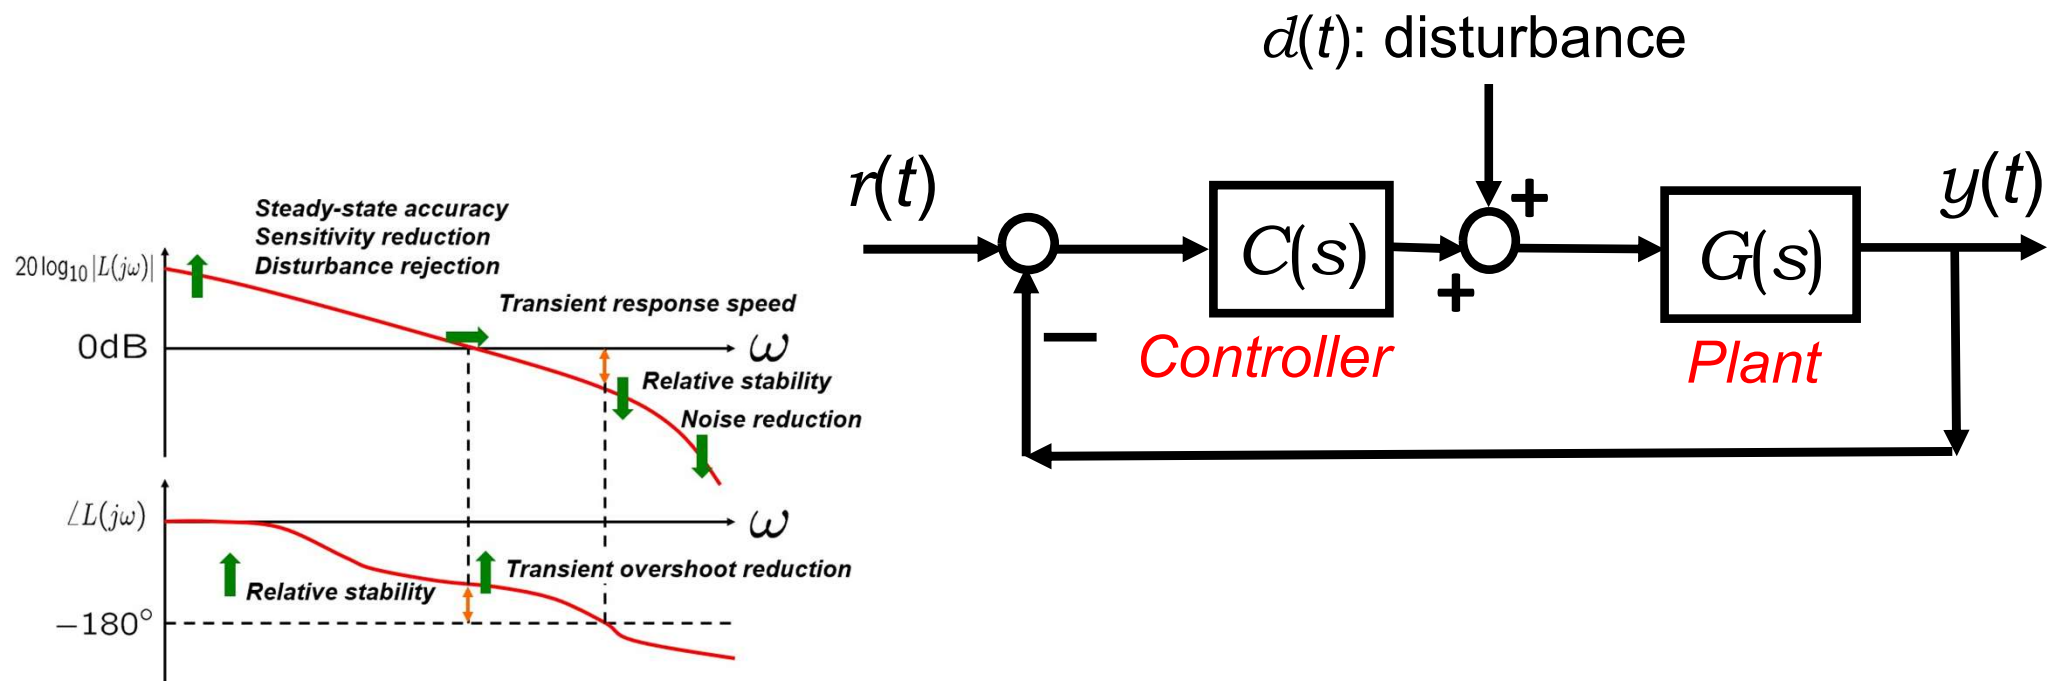 Steady-state accuracy
Sensitivity reduction
Disturbance rejection
20 log₁₀ |L(jω)|
Transient response speed
0dB
ω
Relative stability
Noise reduction
∠L(jω)
ω
Transient overshoot reduction
Relative stability
−180°
d(t): disturbance
r(t)
+
y(t)
C(s)
G(s)
+
−
Controller
Plant